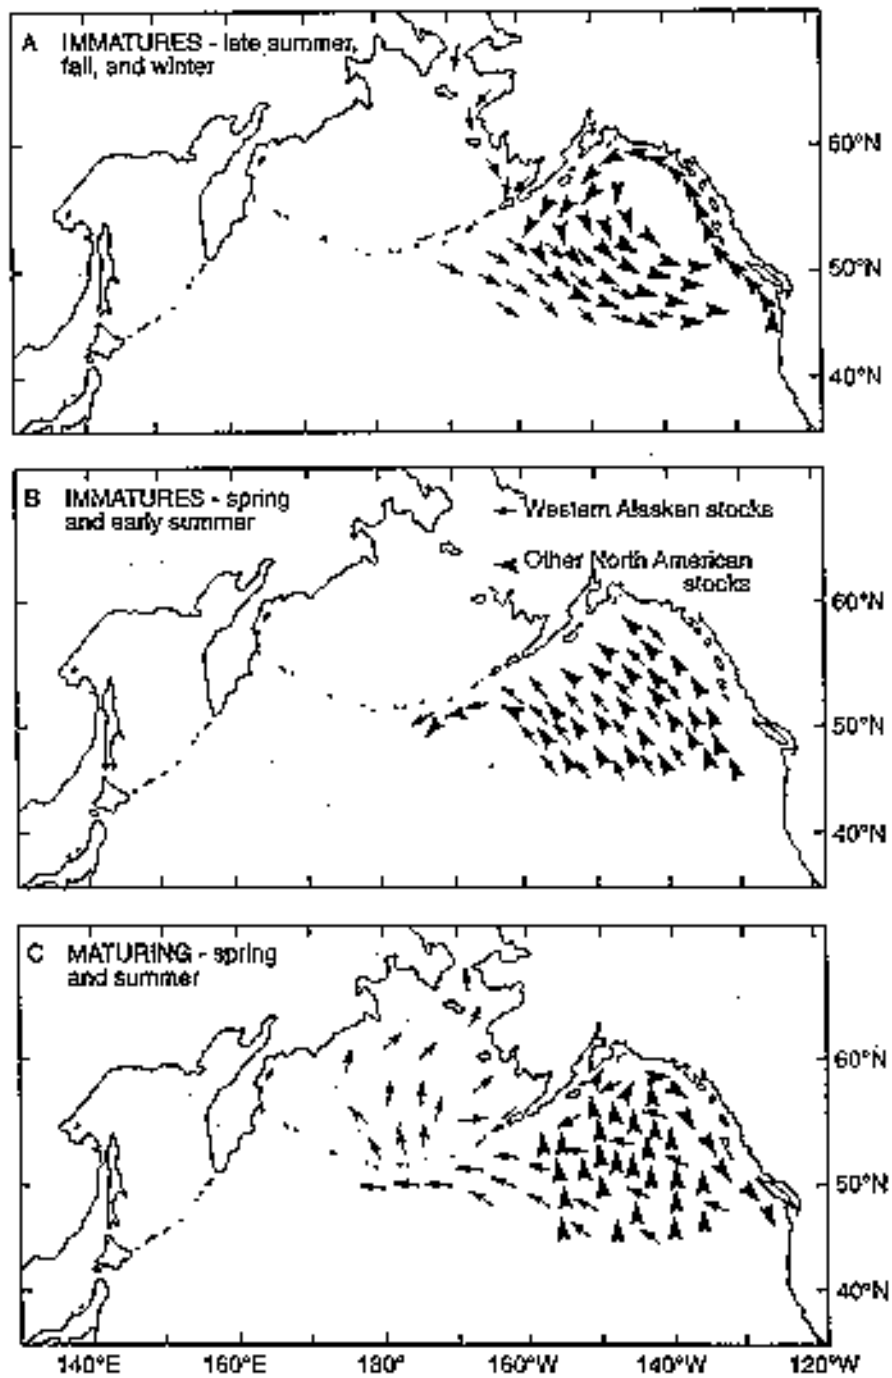 A IMMATURES - late summer,
fall, and winter
60°N
50°N
40°N
B IMMATURES - spring
and early summer
Western Alaskan stocks
Other North American
stocks
60°N
50°N
40°N
C MATURING - spring
and summer
60°N
50°N
40°N
140°E 160°E 180° 160°W 140°W 120°W